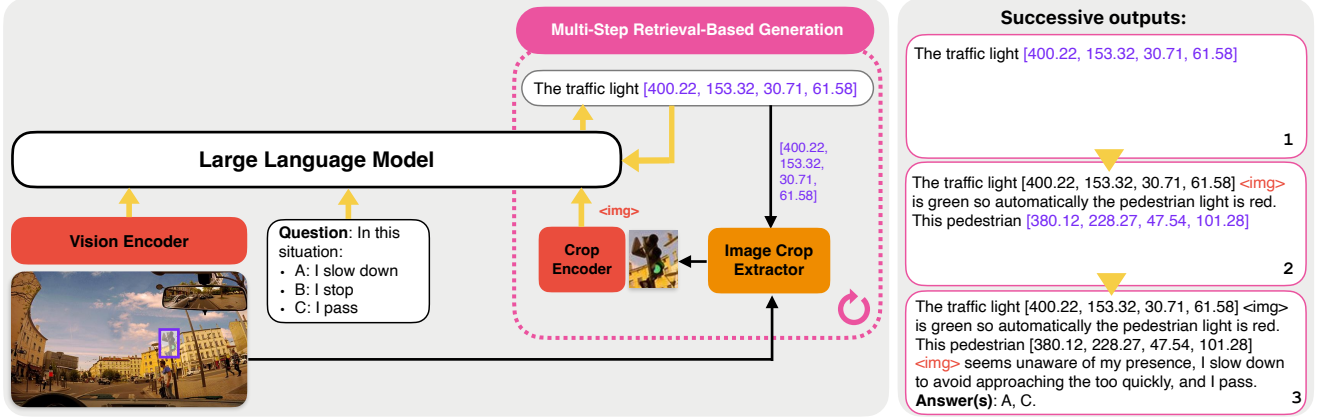 Multi-Step Retrieval-Based Generation
The traffic light [400.22, 153.32, 30.71, 61.58]
Large Language Model
[400.22,
153.32,
30.71,
61.58]
<img>
Vision Encoder
Question: In this
situation:
• A: I slow down
• B: I stop
• C: I pass
Crop
Encoder
Image Crop
Extractor
Successive outputs:
The traffic light [400.22, 153.32, 30.71, 61.58]
1
The traffic light [400.22, 153.32, 30.71, 61.58] <img>
is green so automatically the pedestrian light is red.
This pedestrian [380.12, 228.27, 47.54, 101.28]
2
The traffic light [400.22, 153.32, 30.71, 61.58] <img>
is green so automatically the pedestrian light is red.
This pedestrian [380.12, 228.27, 47.54, 101.28]
<img> seems unaware of my presence, I slow down
to avoid approaching the too quickly, and I pass.
Answer(s): A, C.
3